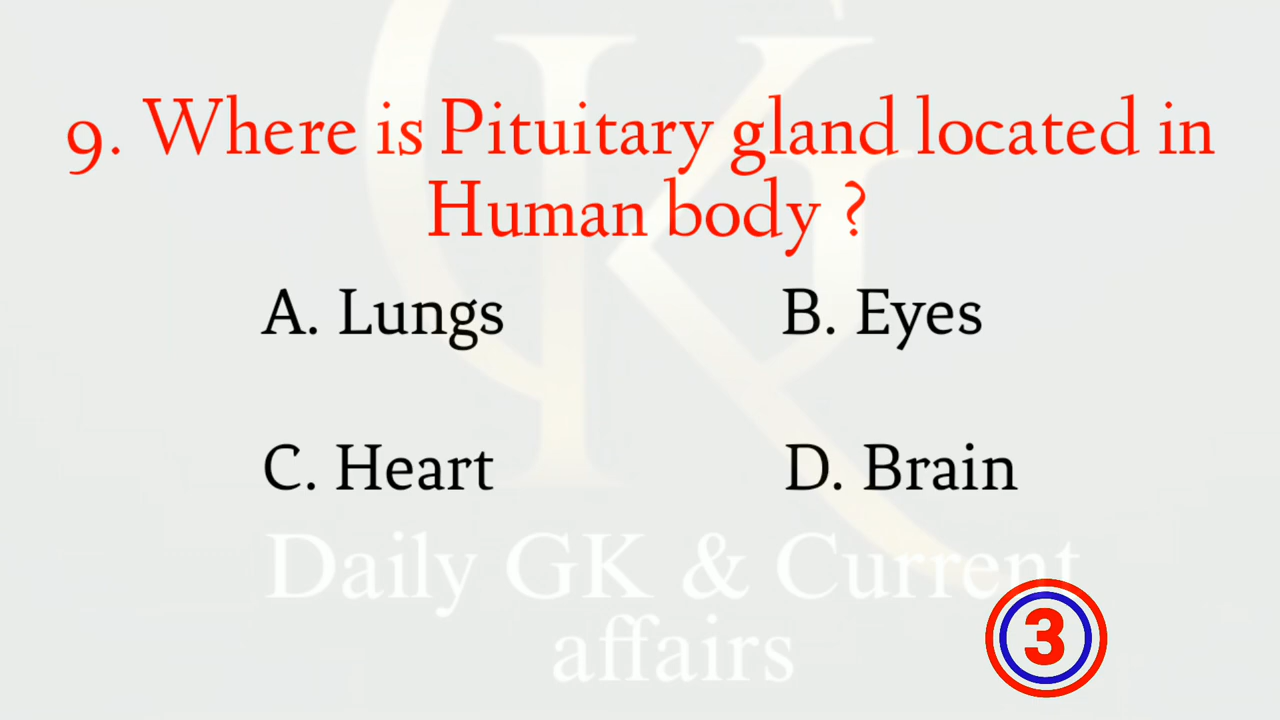 9. Where is Pituitary gland located in
Human body ?
A. Lungs
B. Eyes
C. Heart
D. Brain
Daily GK & Current
affairs
3